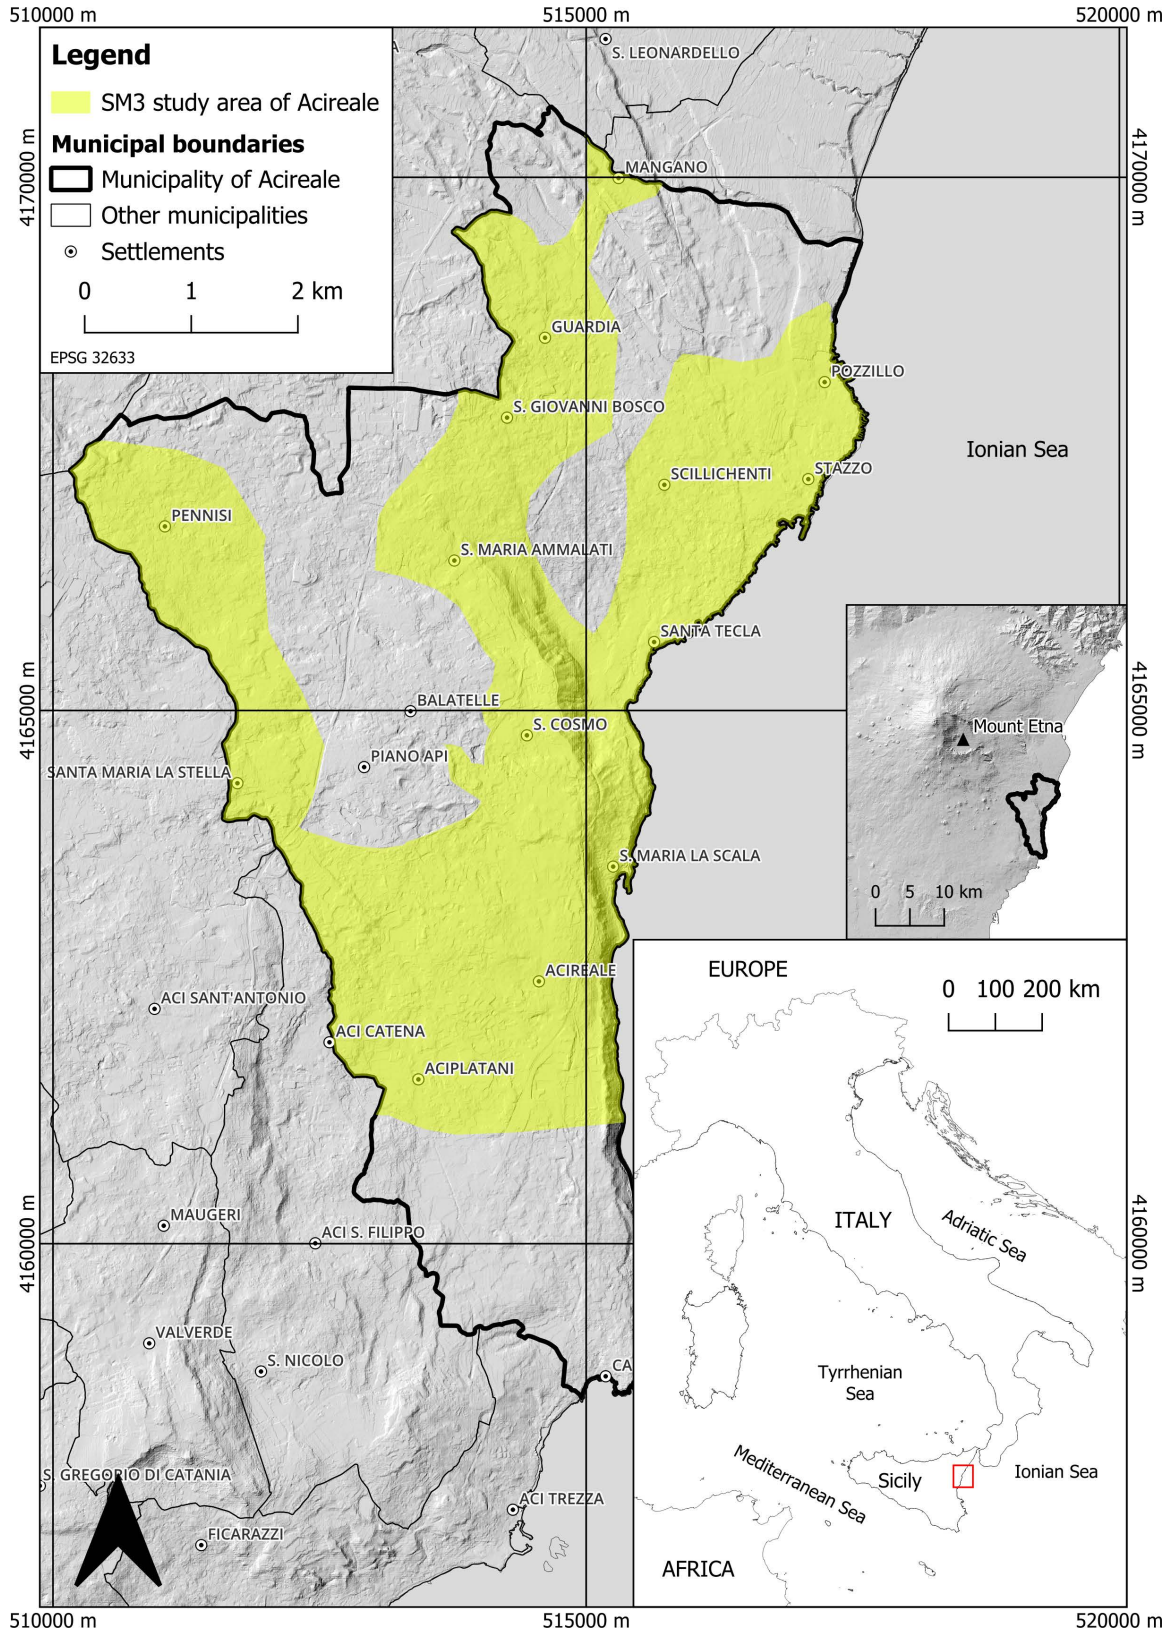 510000 m
515000 m
520000 m
Legend
SM3 study area of Acireale
Municipal boundaries
Municipality of Acireale
Other municipalities
Settlements
0 1 2 km
EPSG 32633
S. LEONARDELLO
4170000 m
4170000 m
MANGANO
GUARDIA
POZZILLO
S. GIOVANNI BOSCO
Ionian Sea
SCILLICHENTI
STAZZO
PENNISI
S. MARIA AMMALATI
SANTA TECLA
4165000 m
4165000 m
BALATELLE
S. COSMO
Mount Etna
PIANO API
SANTA MARIA LA STELLA
S. MARIA LA SCALA
0 5 10 km
ACIREALE
EUROPE
0 100 200 km
ACI SANT'ANTONIO
ACI CATENA
ACIPLATANI
MAUGERI
ACI S. FILIPPO
4160000 m
4160000 m
ITALY
Adriatic Sea
VALVERDE
S. NICOLO
CA
Tyrrhenian
Sea
Mediterranean Sea
Sicily
Ionian Sea
S. GREGORIO DI CATANIA
ACI TREZZA
FICARAZZI
AFRICA
510000 m
515000 m
520000 m